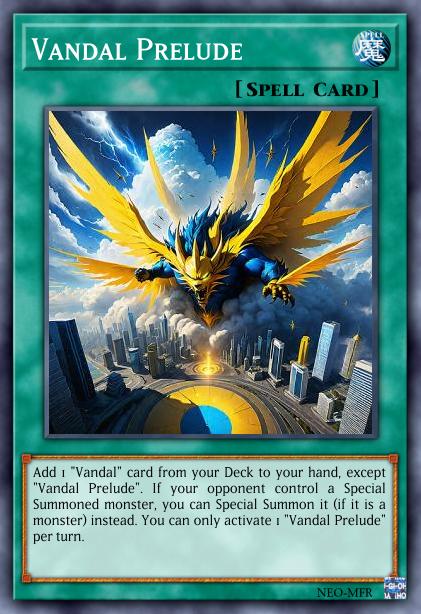 Vandal Prelude
SPELL
魔
[Spell Card]
Add 1 "Vandal" card from your Deck to your hand, except
"Vandal Prelude". If your opponent control a Special
Summoned monster, you can Special Summon it (if it is a
monster) instead. You can only activate 1 "Vandal Prelude"
per turn.
NEO-MFR